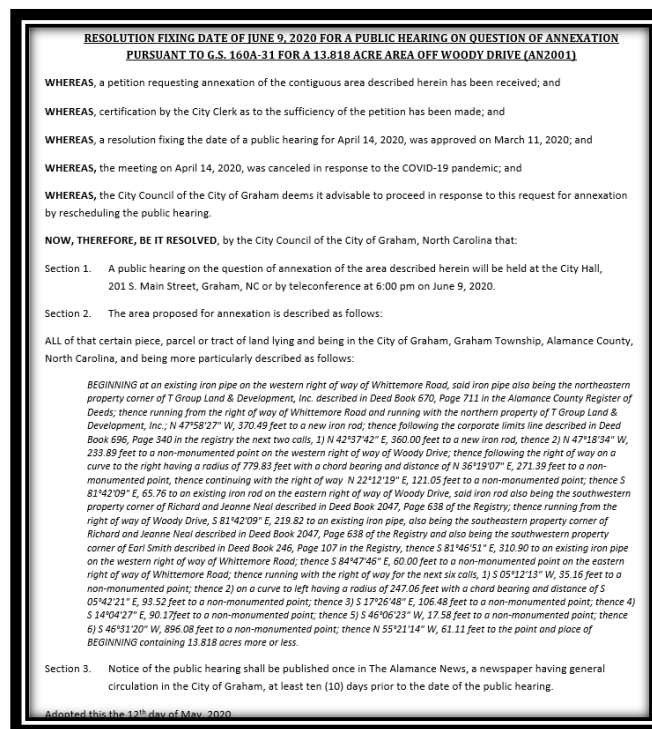 RESOLUTION FIXING DATE OF JUNE 9, 2020 FOR A PUBLIC HEARING ON QUESTION OF ANNEXATION
PURSUANT TO G.S. 160A-31 FOR A 13.818 ACRE AREA OFF WOODY DRIVE (AN2001)
WHEREAS, a petition requesting annexation of the contiguous area described herein has been received; and
WHEREAS, certification by the City Clerk as to the sufficiency of the petition has been made; and
WHEREAS, a resolution fixing the date of a public hearing for April 14, 2020, was approved on March 11, 2020; and
WHEREAS, the meeting on April 14, 2020, was canceled in response to the COVID-19 pandemic; and
WHEREAS, the City Council of the City of Graham deems it advisable to proceed in response to this request for annexation
by rescheduling the public hearing.
NOW, THEREFORE, BE IT RESOLVED, by the City Council of the City of Graham, North Carolina that:
Section 1. A public hearing on the question of annexation of the area described herein will be held at the City Hall,
201 S. Main Street, Graham, NC or by teleconference at 6:00 pm on June 9, 2020.
Section 2. The area proposed for annexation is described as follows:
ALL of that certain piece, parcel or tract of land lying and being in the City of Graham, Graham Township, Alamance County,
North Carolina, and being more particularly described as follows:
BEGINNING at an existing iron pipe on the western right of way of Whittemore Road, said iron pipe also being the northeastern
property corner of T Group Land & Development, Inc. described in Deed Book 670, Page 711 in the Alamance County Register of
Deeds; thence running from the right of way of Whittemore Road and running with the northern property of T Group Land &
Development, Inc.; N 47°58'27" W, 370.49 feet to a new iron rod; thence following the corporate limits line described in Deed
Book 696, Page 340 in the registry the next two calls, 1) N 42°37'42" E, 360.00 feet to a new iron rod, thence 2) N 47°18'34" W,
233.89 feet to a non-monumented point on the western right of way of Woody Drive; thence following the right of way on a
curve to the right having a radius of 779.83 feet with a chord bearing and distance of N 36°19'07" E, 271.39 feet to a non-
monumented point, thence continuing with the right of way N 22°12'19" E, 121.05 feet to a non-monumented point; thence S
81°42'09" E, 65.76 to an existing iron rod on the eastern right of way of Woody Drive, said iron rod also being the southwestern
property corner of Richard and Jeanne Neal described in Deed Book 2047, Page 638 of the Registry; thence running from the
right of way of Woody Drive, S 81°42'09" E, 219.82 to an existing iron pipe, also being the southeastern property corner of
Richard and Jeanne Neal described in Deed Book 2047, Page 638 of the Registry and also being the southwestern property
corner of Earl Smith described in Deed Book 246, Page 107 in the Registry, thence S 81°46'51" E, 310.90 to an existing iron pipe
on the western right of way of Whittemore Road; thence S 84°47'46" E, 60.00 feet to a non-monumented point on the eastern
right of way of Whittemore Road; thence running with the right of way for the next six calls, 1) S 05°12'13" W, 35.16 feet to a
non-monumented point; thence 2) on a curve to left having a radius of 247.06 feet with a chord bearing and distance of S
05°42'21" E, 93.52 feet to a non-monumented point; thence 3) S 17°26'48" E, 106.48 feet to a non-monumented point; thence 4)
S 14°04'27" E, 90.17feet to a non-monumented point; thence 5) S 46°06'23" W, 17.58 feet to a non-monumented point; thence
6) S 46°31'20" W, 896.08 feet to a non-monumented point; thence N 55°21'14" W, 61.11 feet to the point and place of
BEGINNING containing 13.818 acres more or less.
Section 3. Notice of the public hearing shall be published once in The Alamance News, a newspaper having general
circulation in the City of Graham, at least ten (10) days prior to the date of the public hearing.
Adopted this the 12th day of May, 2020